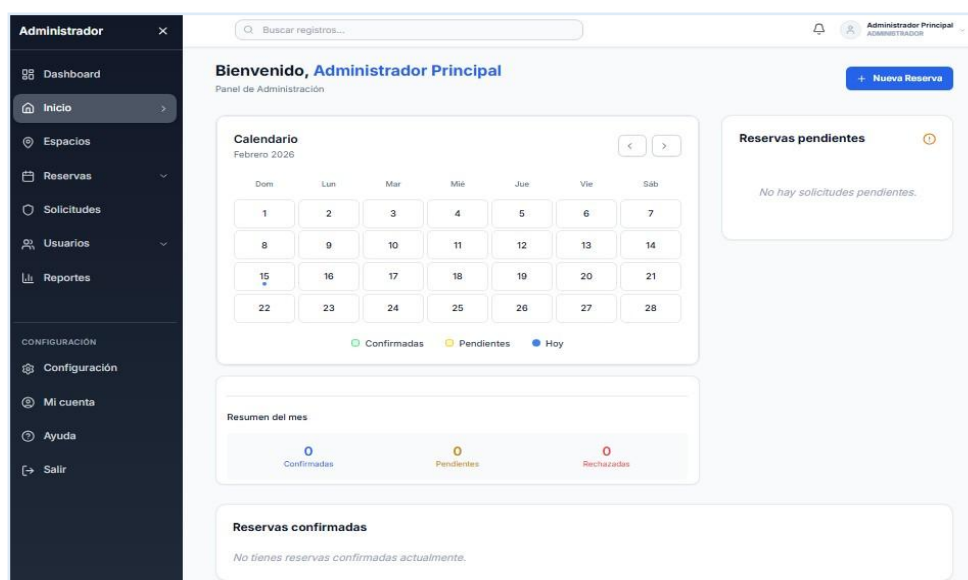 Administrador
Dashboard
Inicio
Espacios
Reservas
Solicitudes
Usuarios
Reportes
CONFIGURACIÓN
Configuración
Mi cuenta
Ayuda
Salir
Buscar registros...
Administrador Principal
ADMINISTRADOR
Bienvenido, Administrador Principal
Panel de Administración
+ Nueva Reserva
Calendario
Febrero 2026
Dom Lun Mar Mié Jue Vie Sáb
1 2 3 4 5 6 7
8 9 10 11 12 13 14
15 16 17 18 19 20 21
22 23 24 25 26 27 28
Confirmadas Pendientes Hoy
Reservas pendientes
No hay solicitudes pendientes.
Resumen del mes
0 0 0
Confirmadas Pendientes Rechazadas
Reservas confirmadas
No tienes reservas confirmadas actualmente.